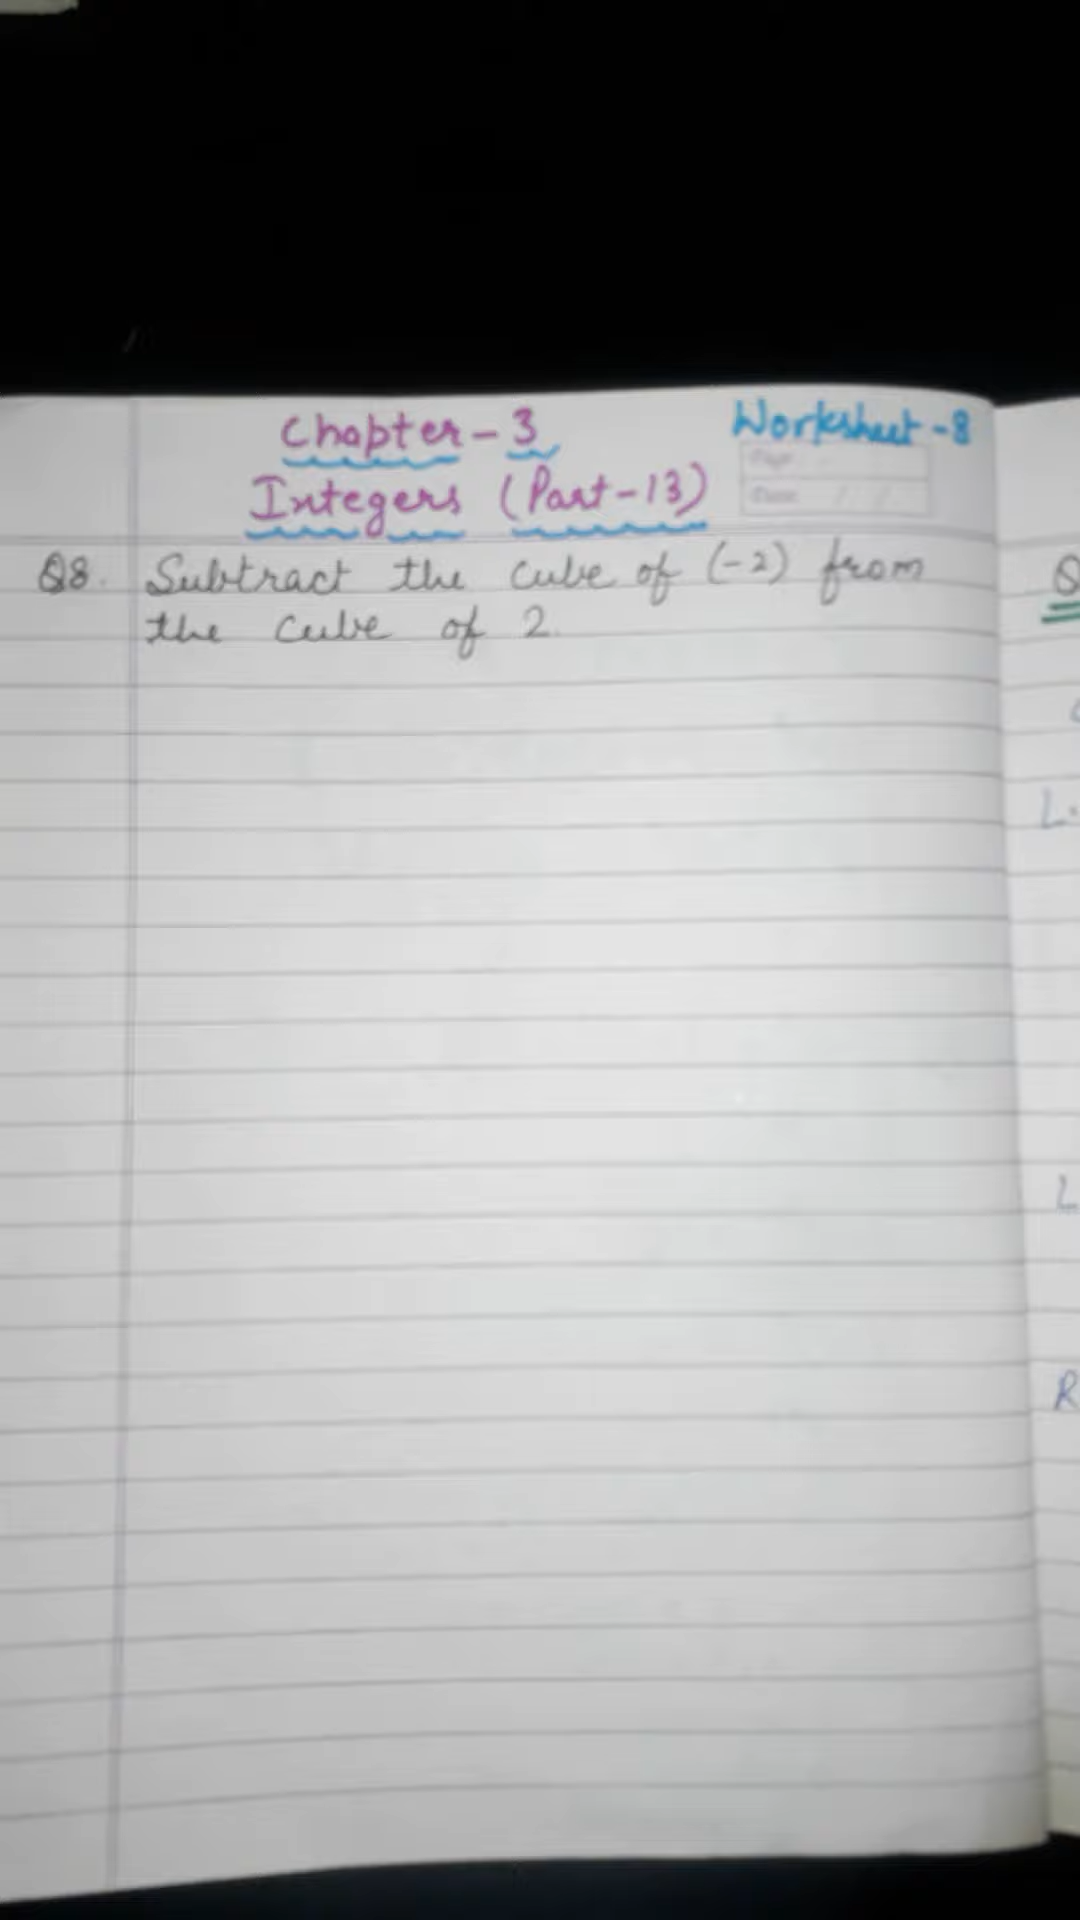 Chapter-3
Worksheet-8
Integers (Part-13)
Q8. Subtract the cube of (-2) from
the cube of 2.
Q
L.
L
R